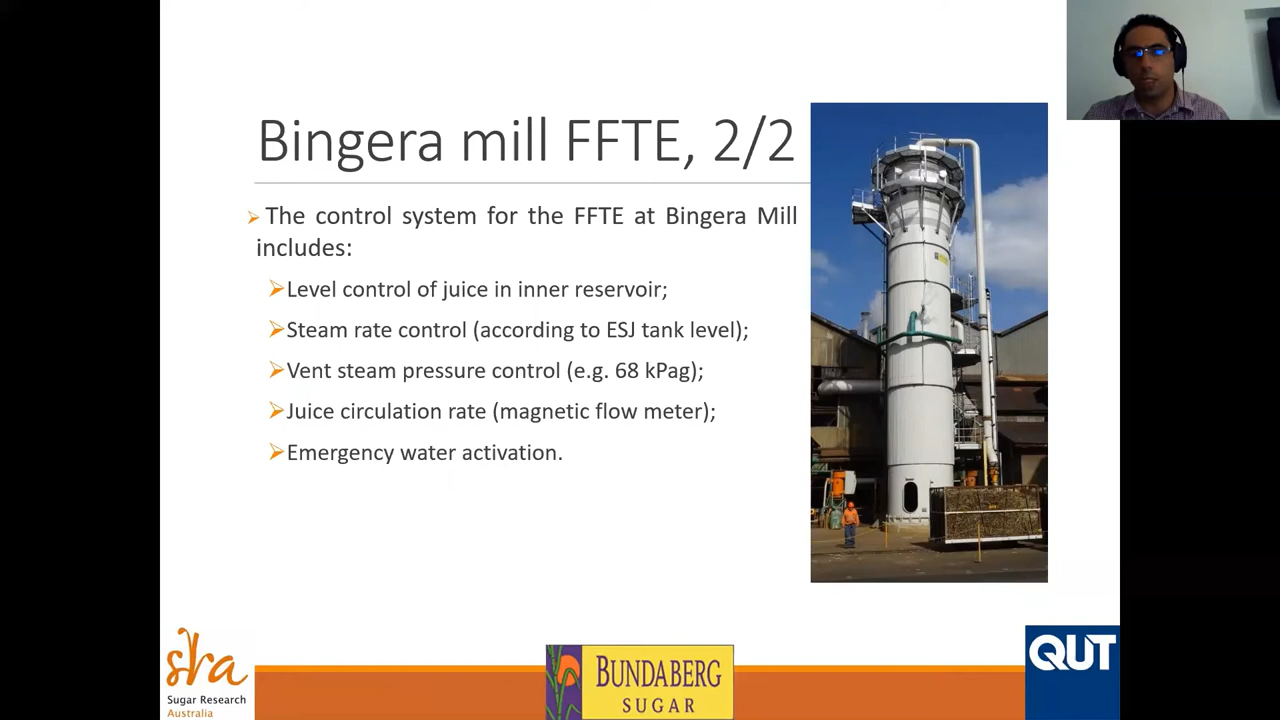 Bingera mill FFTE, 2/2
The control system for the FFTE at Bingera Mill
includes:
Level control of juice in inner reservoir;
Steam rate control (according to ESJ tank level);
Vent steam pressure control (e.g. 68 kPag);
Juice circulation rate (magnetic flow meter);
Emergency water activation.
sra
Sugar Research
Australia
BUNDABERG
SUGAR
QUT